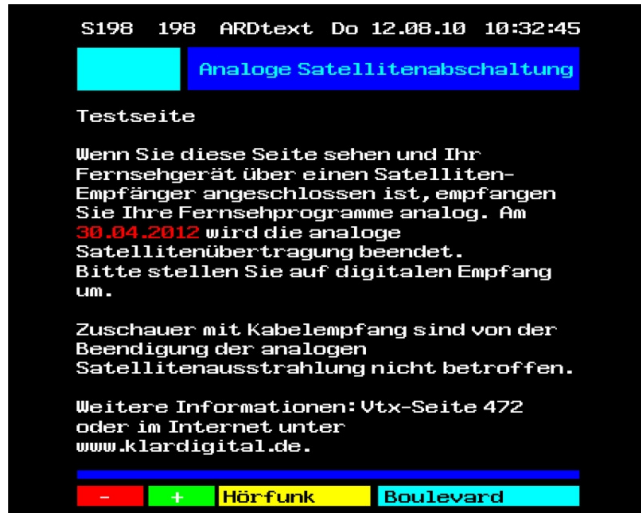 S198 198 ARDtext Do 12.08.10 10:32:45
Analoge Satellitenabschaltung
Testseite
Wenn Sie diese Seite sehen und Ihr
Fernsehgerät über einen Satelliten-
Empfänger angeschlossen ist, empfangen
Sie Ihre Fernsehprogramme analog. Am
30.04.2012 wird die analoge
Satellitenübertragung beendet.
Bitte stellen Sie auf digitalen Empfang
um.
Zuschauer mit Kabelempfang sind von der
Beendigung der analogen
Satellitenausstrahlung nicht betroffen.
Weitere Informationen: Vtx-Seite 472
oder im Internet unter
www.klardigital.de.
- + Hörfunk Boulevard